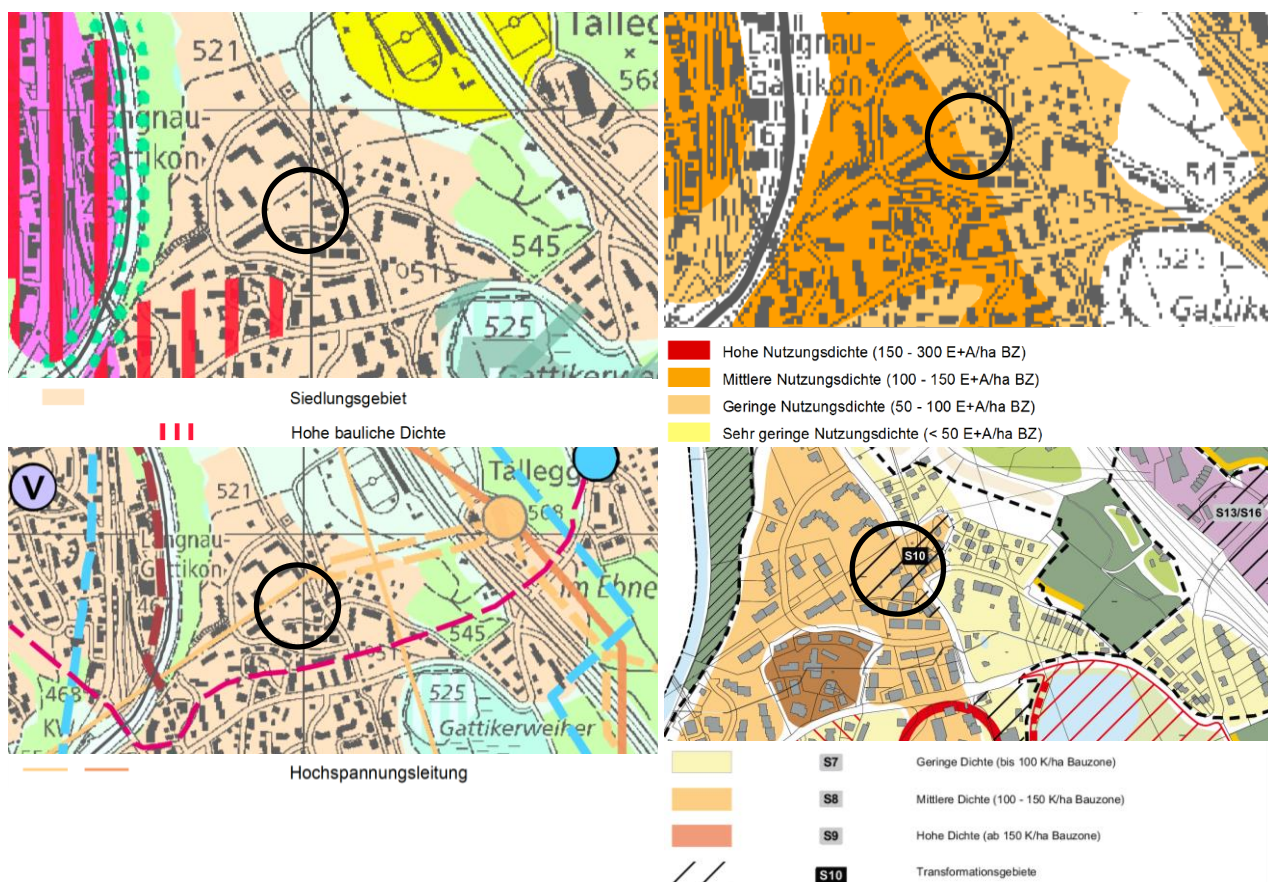 Tallegg
568
521
Langnau-
Gattikon
545
051
525
Gattikerweiher
Siedlungsgebiet
Hohe bauliche Dichte
Langnau-
Gattikon
545
Hohe Nutzungsdichte (150 - 300 E+A/ha BZ)
Mittlere Nutzungsdichte (100 - 150 E+A/ha BZ)
Geringe Nutzungsdichte (50 - 100 E+A/ha BZ)
Sehr geringe Nutzungsdichte (< 50 E+A/ha BZ)
V
521
Tallegg
568
Langnau-
Gattikon
545
468
KW
525
Gattikerweiher
Hochspannungsleitung
S13/S16
S10
S7 Geringe Dichte (bis 100 K/ha Bauzone)
S8 Mittlere Dichte (100 - 150 K/ha Bauzone)
S9 Hohe Dichte (ab 150 K/ha Bauzone)
S10 Transformationsgebiete